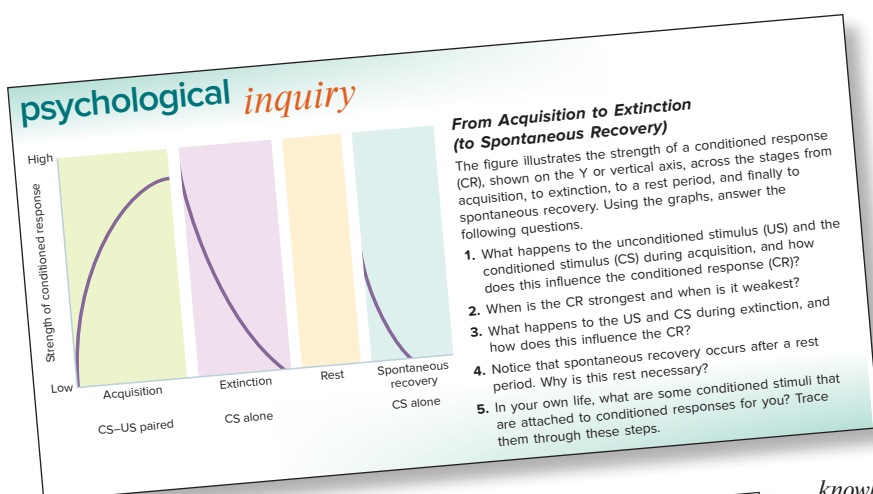 psychological inquiry
High
Strength of conditioned response
Low
Acquisition
Extinction
Rest
Spontaneous
recovery
CS–US paired
CS alone
CS alone
From Acquisition to Extinction
(to Spontaneous Recovery)
The figure illustrates the strength of a conditioned response
(CR), shown on the Y or vertical axis, across the stages from
acquisition, to extinction, to a rest period, and finally to
spontaneous recovery. Using the graphs, answer the
following questions.
1. What happens to the unconditioned stimulus (US) and the
conditioned stimulus (CS) during acquisition, and how
does this influence the conditioned response (CR)?
2. When is the CR strongest and when is it weakest?
3. What happens to the US and CS during extinction, and
how does this influence the CR?
4. Notice that spontaneous recovery occurs after a rest
period. Why is this rest necessary?
5. In your own life, what are some conditioned stimuli that
are attached to conditioned responses for you? Trace
them through these steps.